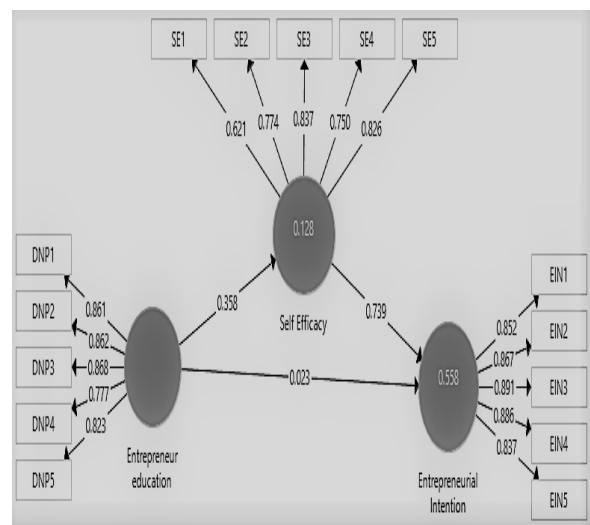 SE1 SE2 SE3 SE4 SE5
0.621 0.774 0.837 0.750 0.826
0.128
Self Efficacy
DNP1
DNP2
DNP3
DNP4
DNP5
0.861
0.862
0.868
0.777
0.823
Entrepreneur
education
0.358
0.739
0.023
0.558
Entrepreneurial
Intention
0.852
0.867
0.891
0.886
0.837
EIN1
EIN2
EIN3
EIN4
EIN5